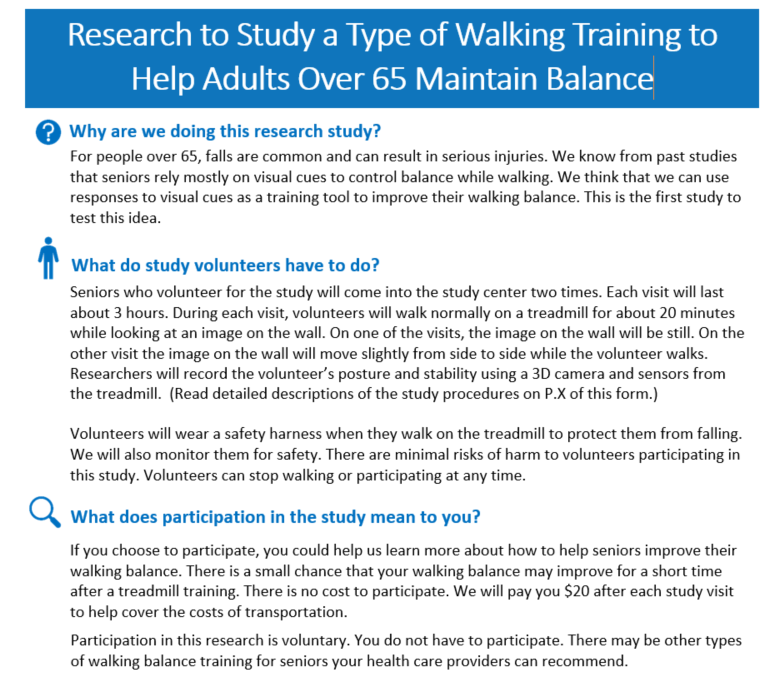 Research to Study a Type of Walking Training to
Help Adults Over 65 Maintain Balance
Why are we doing this research study?
For people over 65, falls are common and can result in serious injuries. We know from past studies
that seniors rely mostly on visual cues to control balance while walking. We think that we can use
responses to visual cues as a training tool to improve their walking balance. This is the first study to
test this idea.
What do study volunteers have to do?
Seniors who volunteer for the study will come into the study center two times. Each visit will last
about 3 hours. During each visit, volunteers will walk normally on a treadmill for about 20 minutes
while looking at an image on the wall. On one of the visits, the image on the wall will be still. On the
other visit the image on the wall will move slightly from side to side while the volunteer walks.
Researchers will record the volunteer's posture and stability using a 3D camera and sensors from
the treadmill. (Read detailed descriptions of the study procedures on P.X of this form.)
Volunteers will wear a safety harness when they walk on the treadmill to protect them from falling.
We will also monitor them for safety. There are minimal risks of harm to volunteers participating in
this study. Volunteers can stop walking or participating at any time.
What does participation in the study mean to you?
If you choose to participate, you could help us learn more about how to help seniors improve their
walking balance. There is a small chance that your walking balance may improve for a short time
after a treadmill training. There is no cost to participate. We will pay you $20 after each study visit
to help cover the costs of transportation.
Participation in this research is voluntary. You do not have to participate. There may be other types
of walking balance training for seniors your health care providers can recommend.